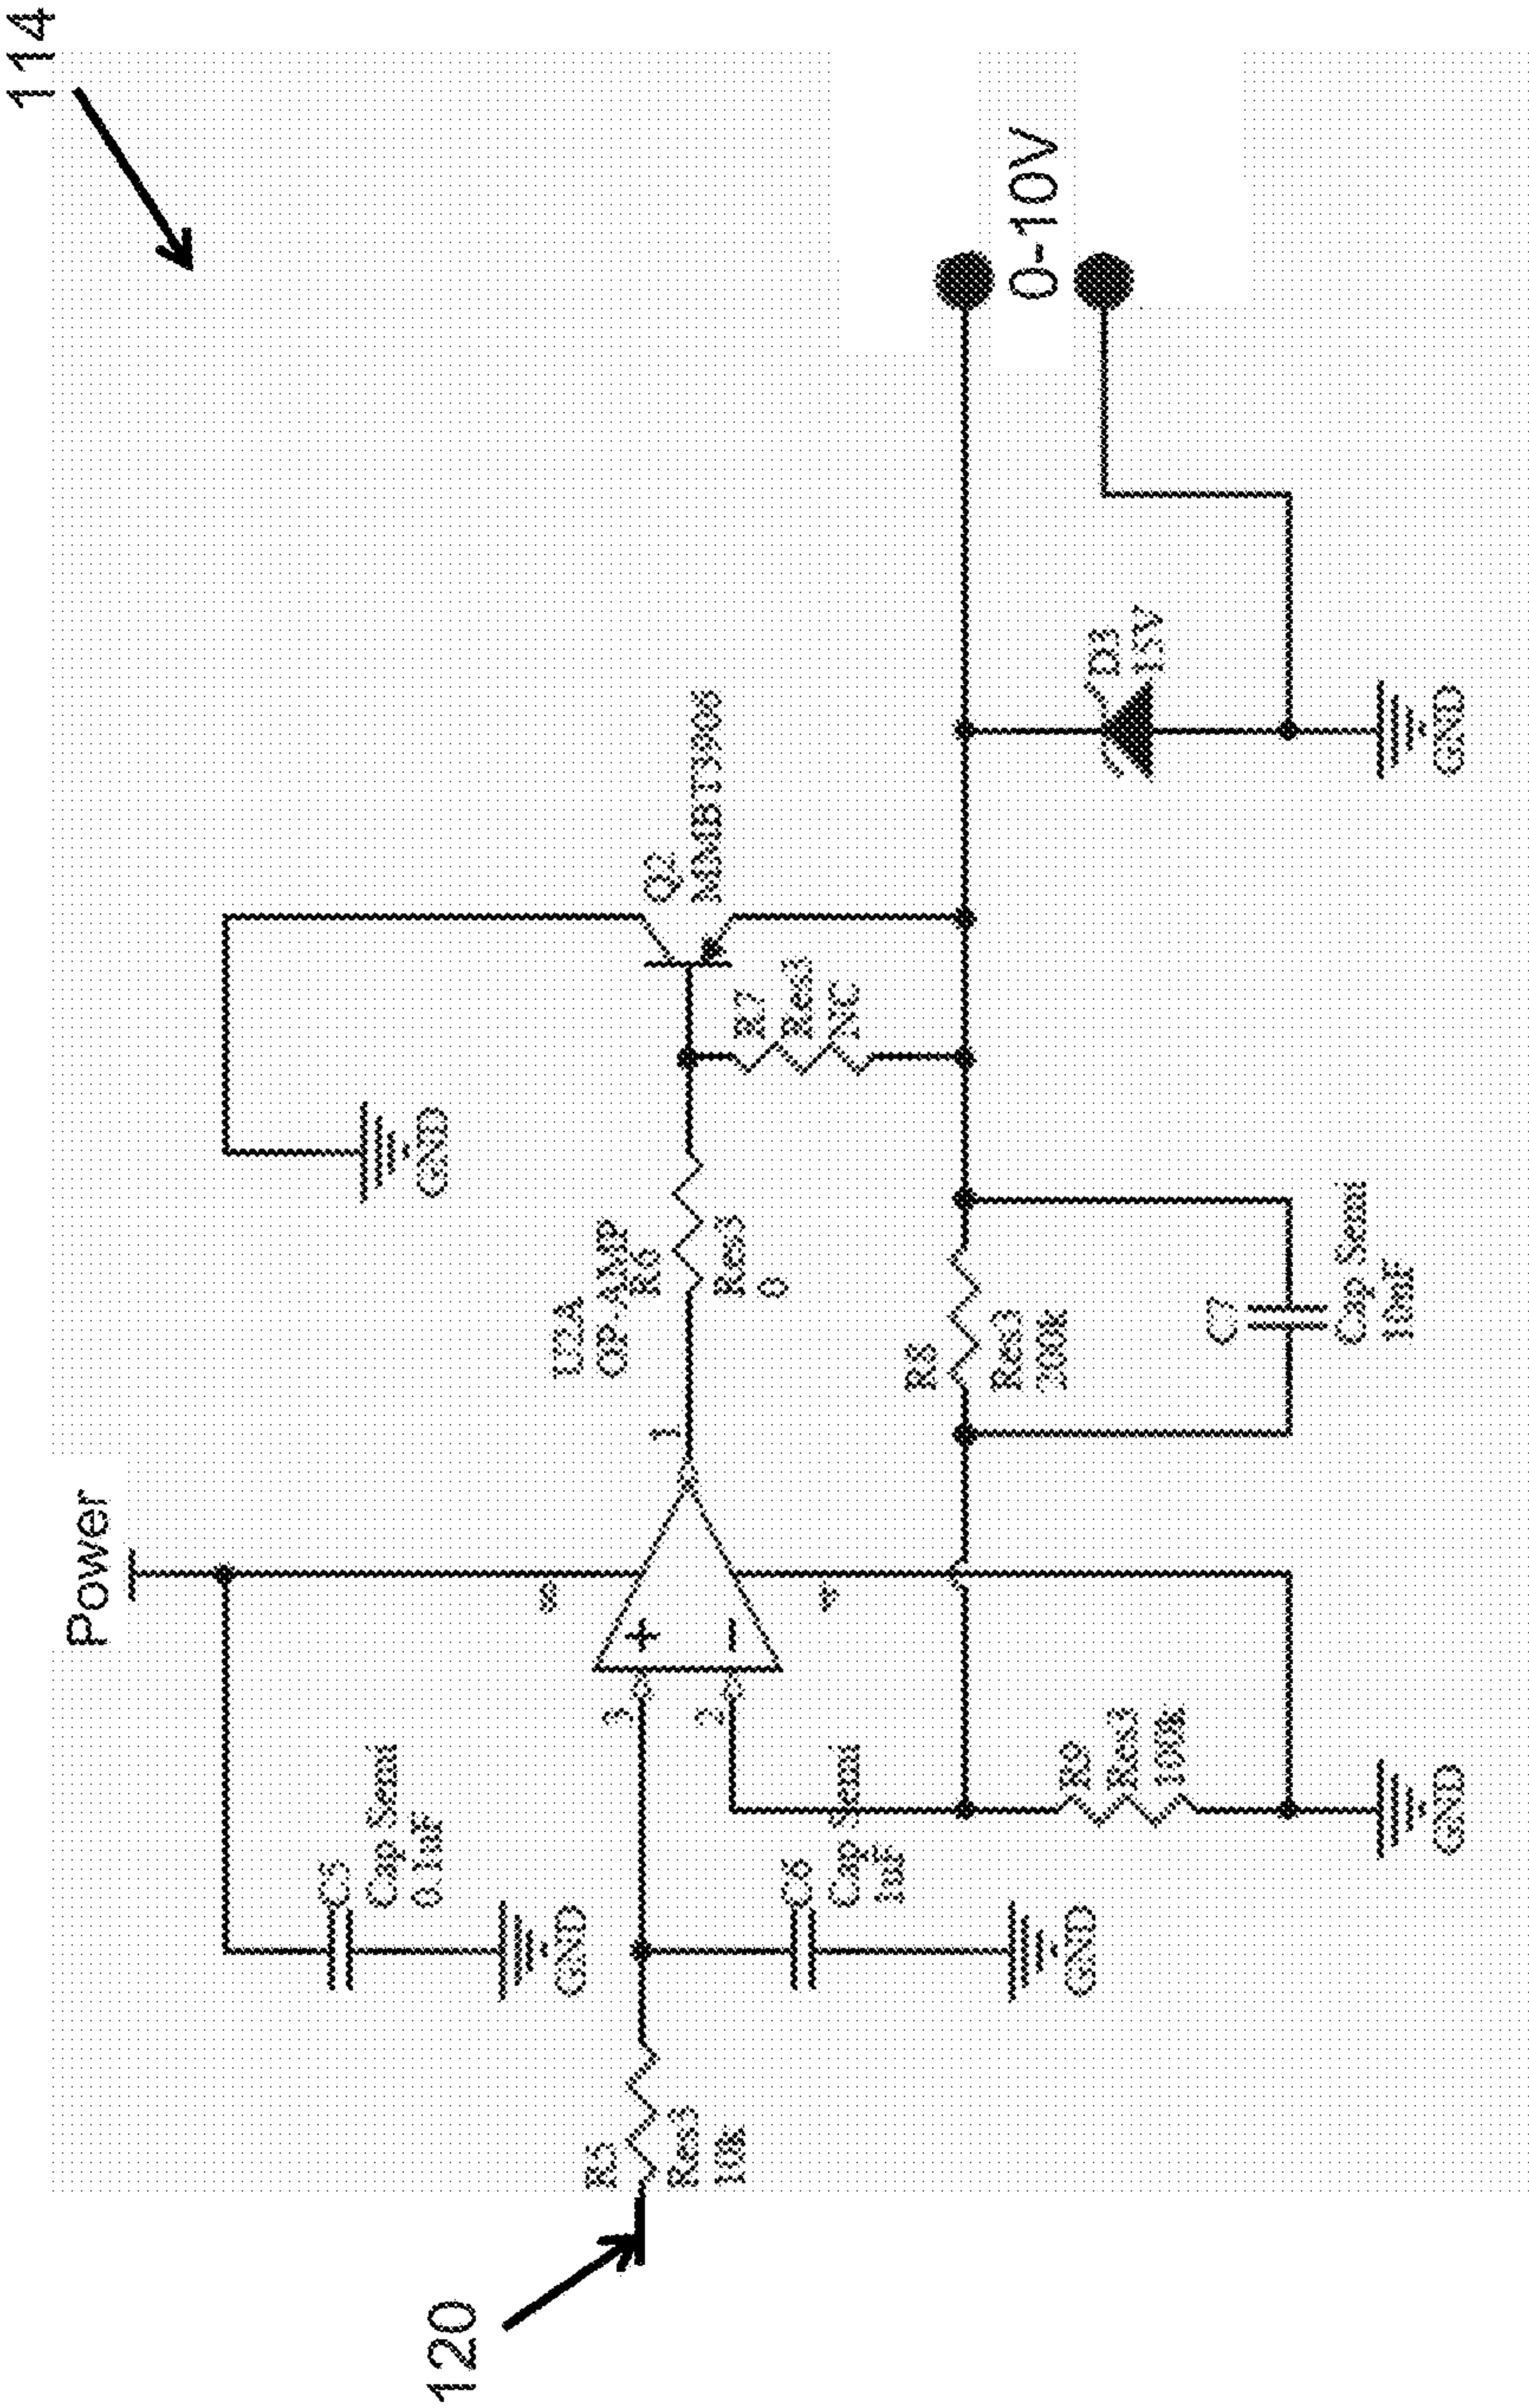 114
Power
C5
Cap Semi
0.1uF
GND
GND
U2A
OP-AMP
8
3
1
+
R5
Res3
10k
120
R6
Res3
0
Q2
MMBT3906
2
-
4
R7
Res3
NC
C6
Cap Semi
1uF
GND
R8
Res3
200k
0-10V
R9
Res3
100k
D3
15V
C7
Cap Semi
10nF
GND
GND